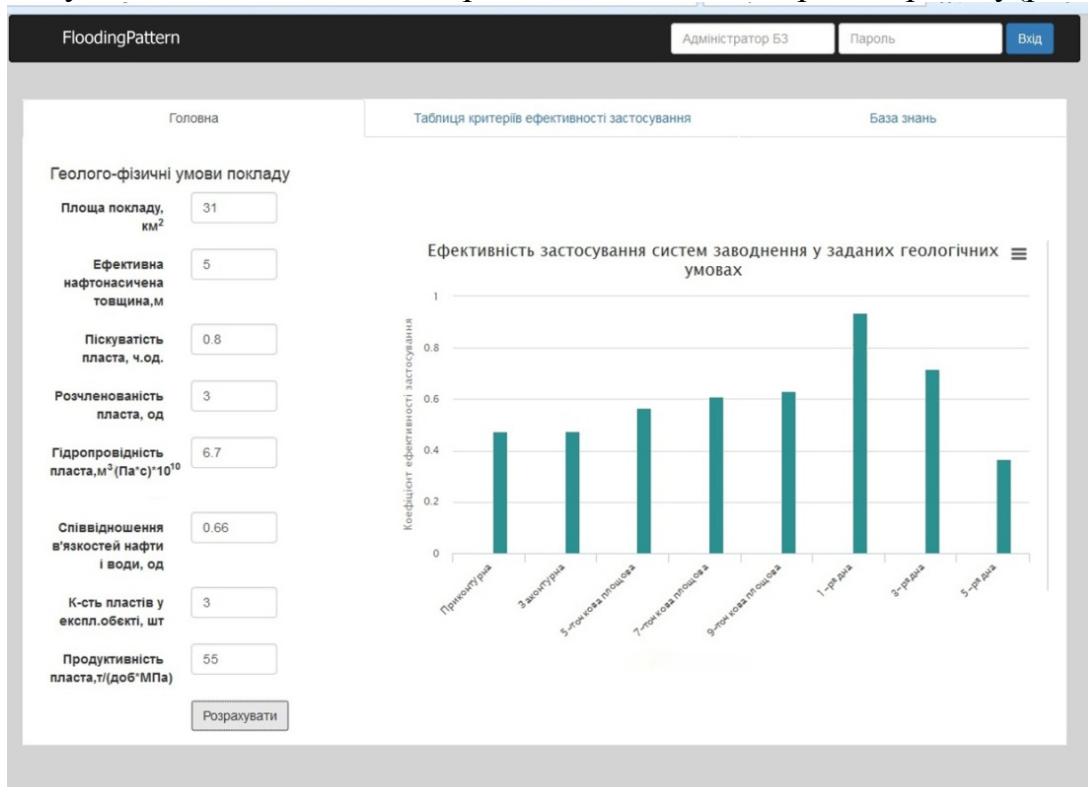 FloodingPattern
Адміністратор БЗ
Пароль
Вхід
Головна
Таблиця критеріїв ефективності застосування
База знань
Геолого-фізичні умови покладу
Площа покладу,
км²
31
Ефективна
нафтонасичена
товщина,м
5
Піскуватість
пласта, ч.од.
0.8
Розчленованість
пласта, од
3
Гідропровідність
пласта,м³(Па*с)*10¹⁰
6.7
Співвідношення
в'язкостей нафти
і води, од
0.66
К-сть пластів у
експл.обєкті, шт
3
Продуктивність
пласта,т/(доб*МПа)
55
Розрахувати
Ефективність застосування систем заводнення у заданих геологічних
умовах
Коефіцієнт ефективності застосування
1
0.8
0.6
0.4
0.2
0
Приконтурна
Законтурна
5-точкова площова
7-точкова площова
9-точкова площова
1-рядна
3-рядна
5-рядна